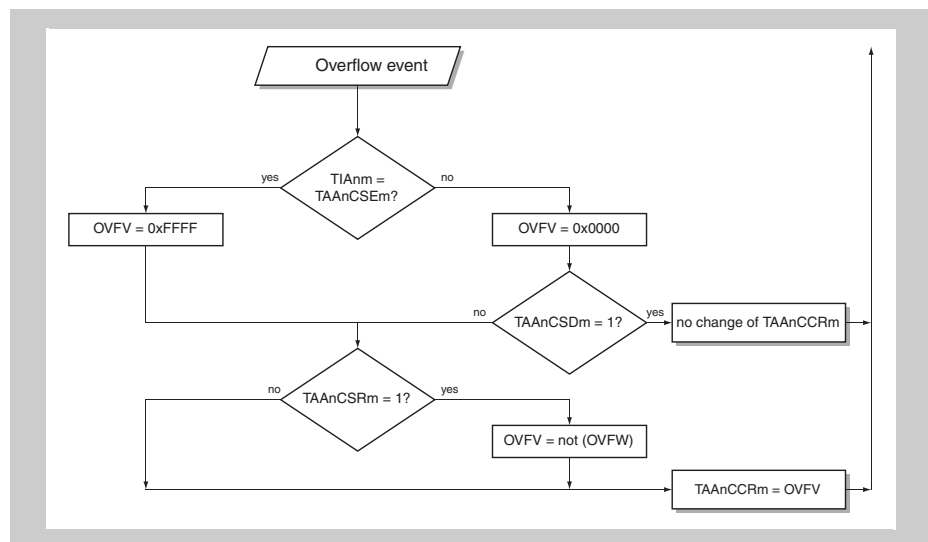 Overflow event
TIAnm =
TAAnCSEm?
yes
no
OVFV = 0xFFFF
OVFV = 0x0000
TAAnCSDm = 1?
no
yes
no change of TAAnCCRm
TAAnCSRm = 1?
no
yes
OVFV = not (OVFW)
TAAnCCRm = OVFV